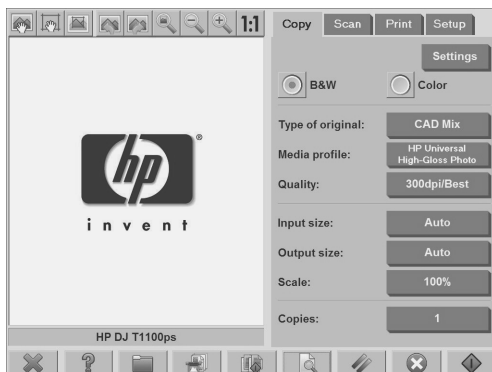 1:1
Copy Scan Print Setup
Settings
B&W Color
Type of original: CAD Mix
Media profile: HP Universal
High-Gloss Photo
Quality: 300dpi/Best
Input size: Auto
Output size: Auto
Scale: 100%
Copies: 1
hp ®
invent
HP DJ T1100ps
?